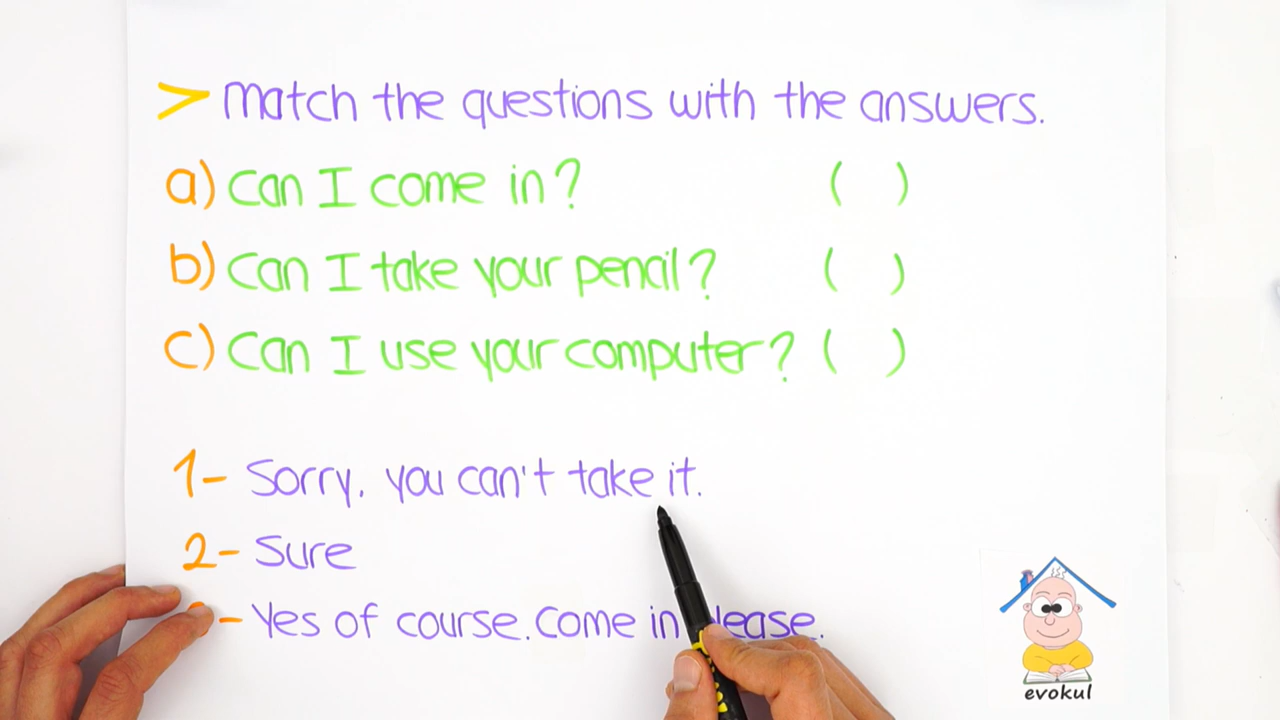 > Match the questions with the answers.
a) Can I come in? ( )
b) Can I take your pencil? ( )
c) Can I use your computer? ( )
1- Sorry, you can't take it.
2- Sure
- Yes of course. Come in
evokul